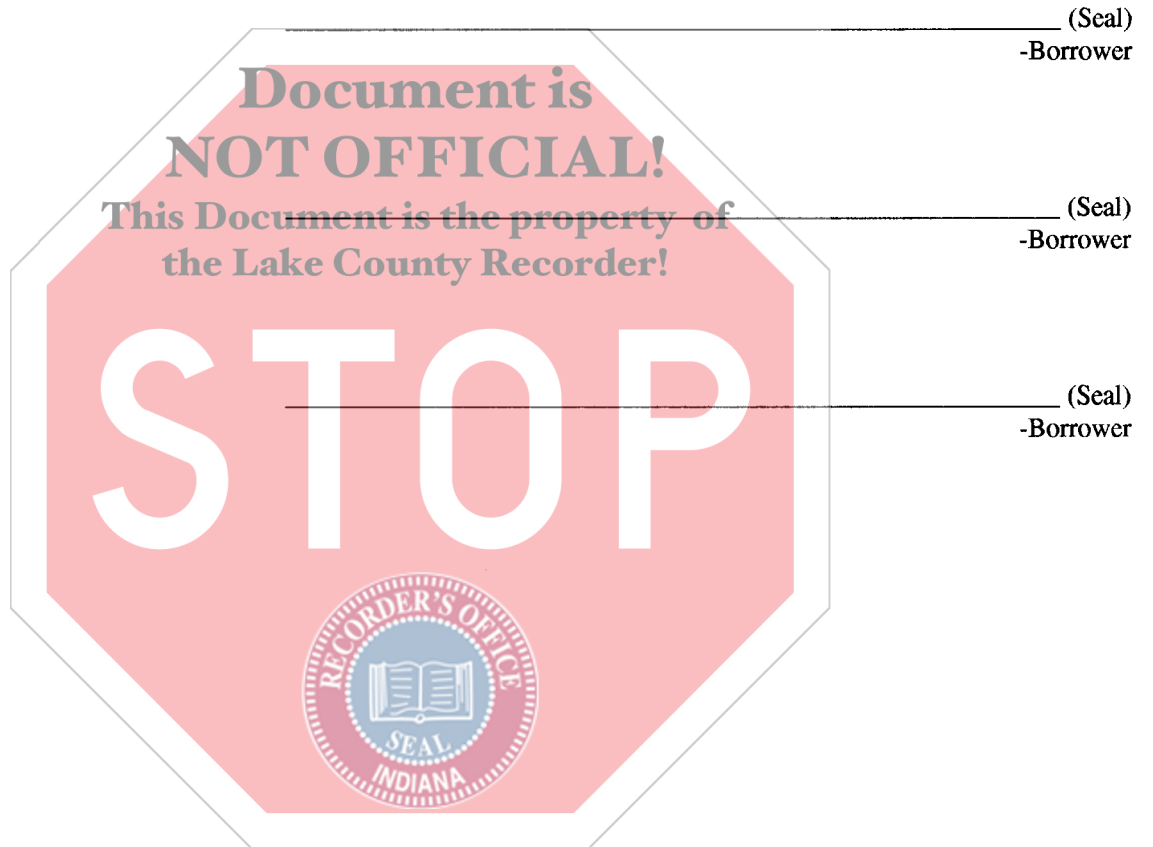 (Seal)
-Borrower
Document is
NOT OFFICIAL!
This Document is the property of
the Lake County Recorder!
(Seal)
-Borrower
(Seal)
-Borrower
STOP
RECORDER'S OFFICE
SEAL
INDIANA